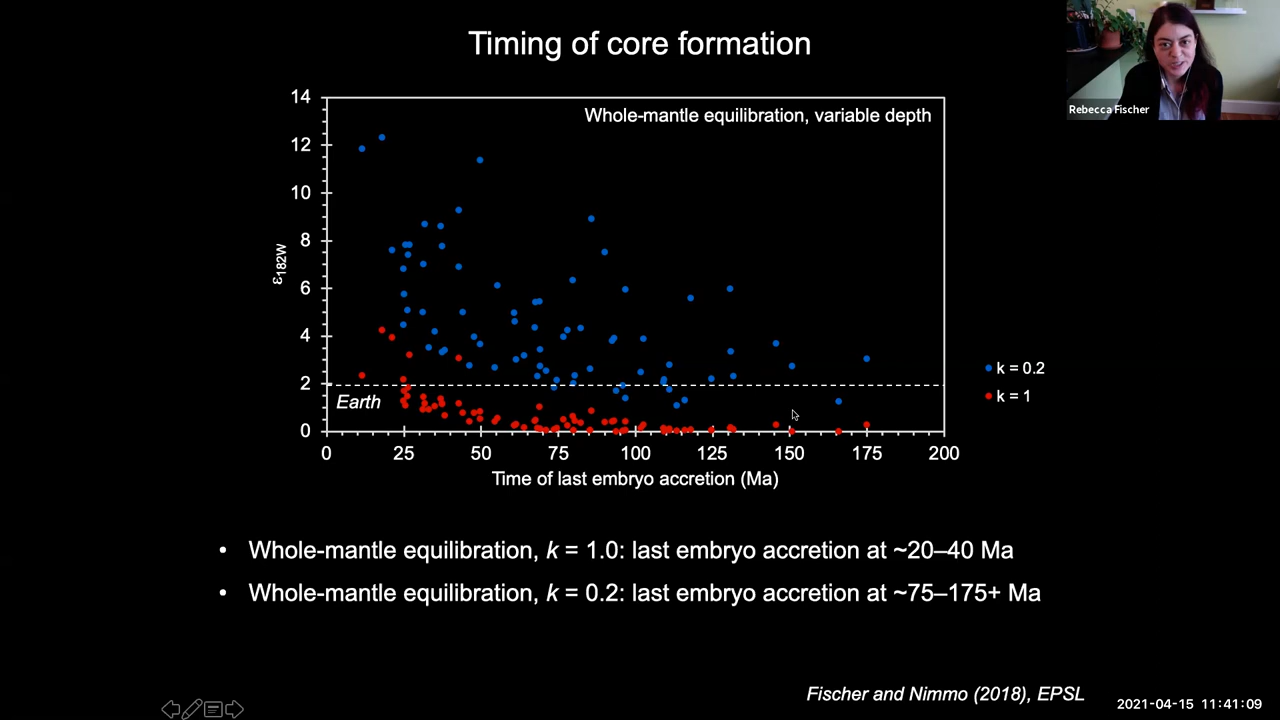 Timing of core formation
Rebecca Fischer
Whole-mantle equilibration, variable depth
14
12
10
8
6
4
2
0
ε182W
Earth
k = 0.2
k = 1
0 25 50 75 100 125 150 175 200
Time of last embryo accretion (Ma)
• Whole-mantle equilibration, k = 1.0: last embryo accretion at ~20–40 Ma
• Whole-mantle equilibration, k = 0.2: last embryo accretion at ~75–175+ Ma
Fischer and Nimmo (2018), EPSL
2021-04-15 11:41:09